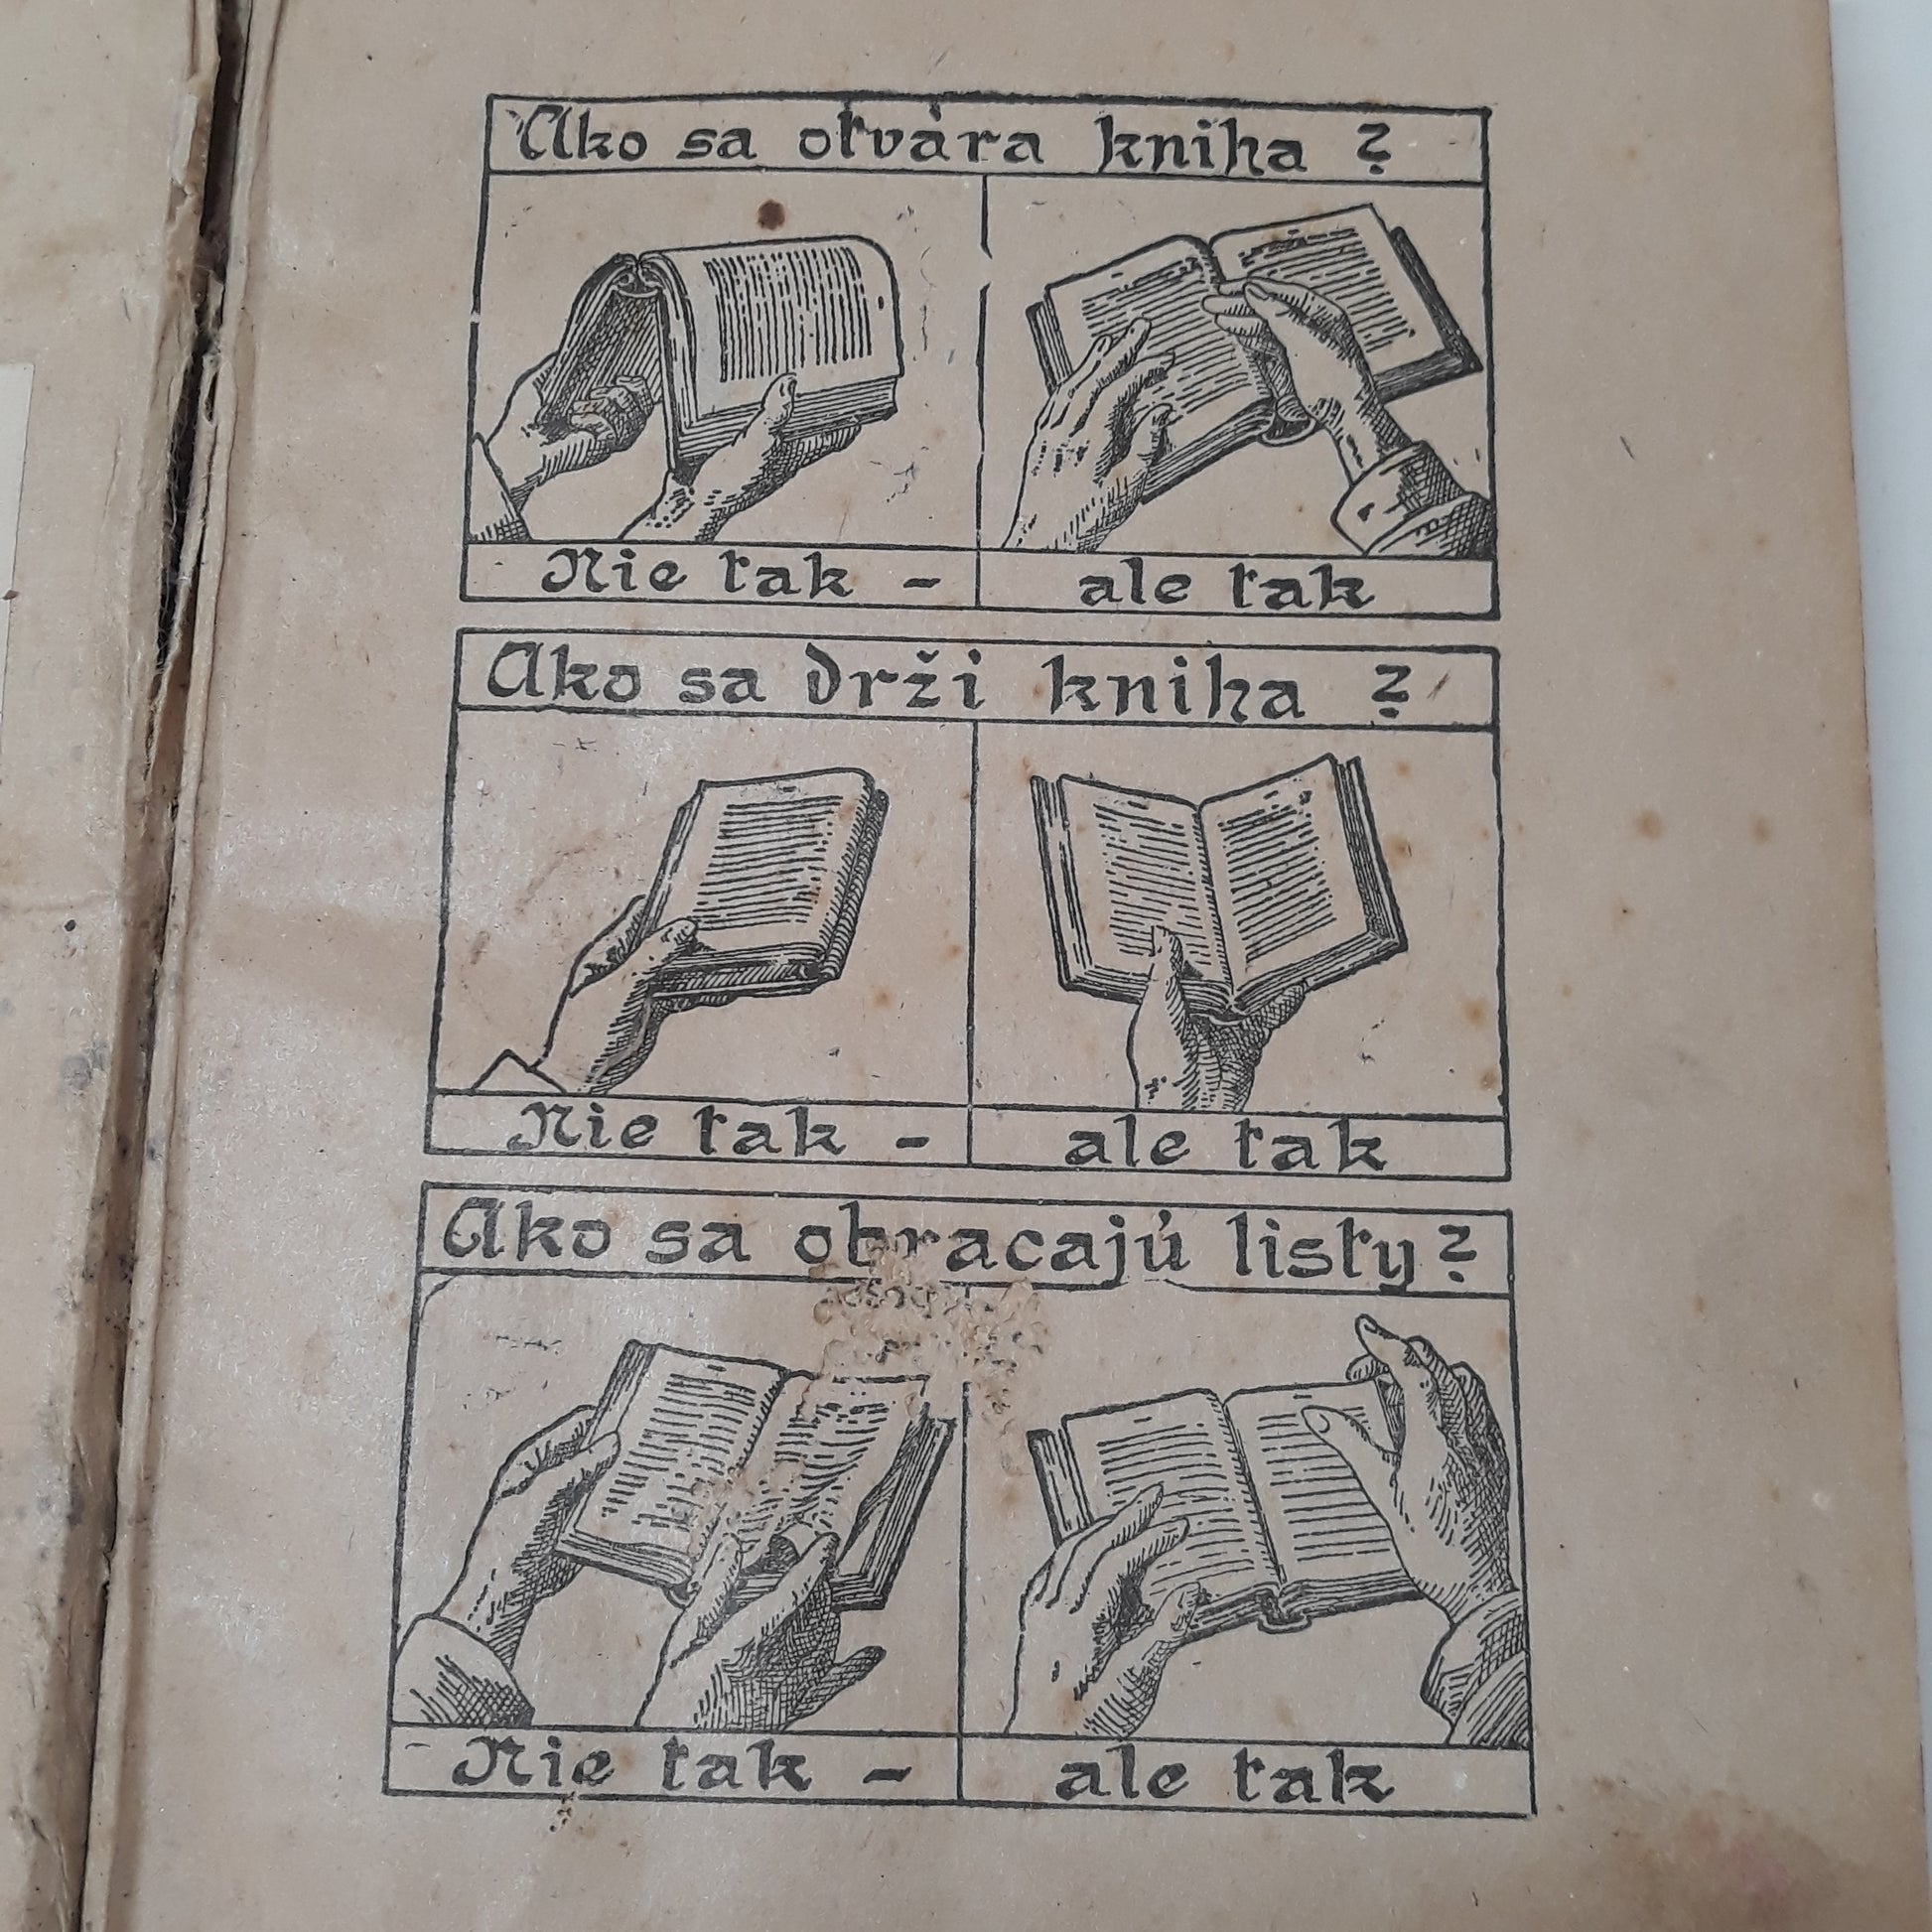 Ako sa otvára kniha ?
Nie tak -
ale tak
Ako sa drži kniha ?
Nie tak -
ale tak
Ako sa obracajú listy ?
Nie tak -
ale tak